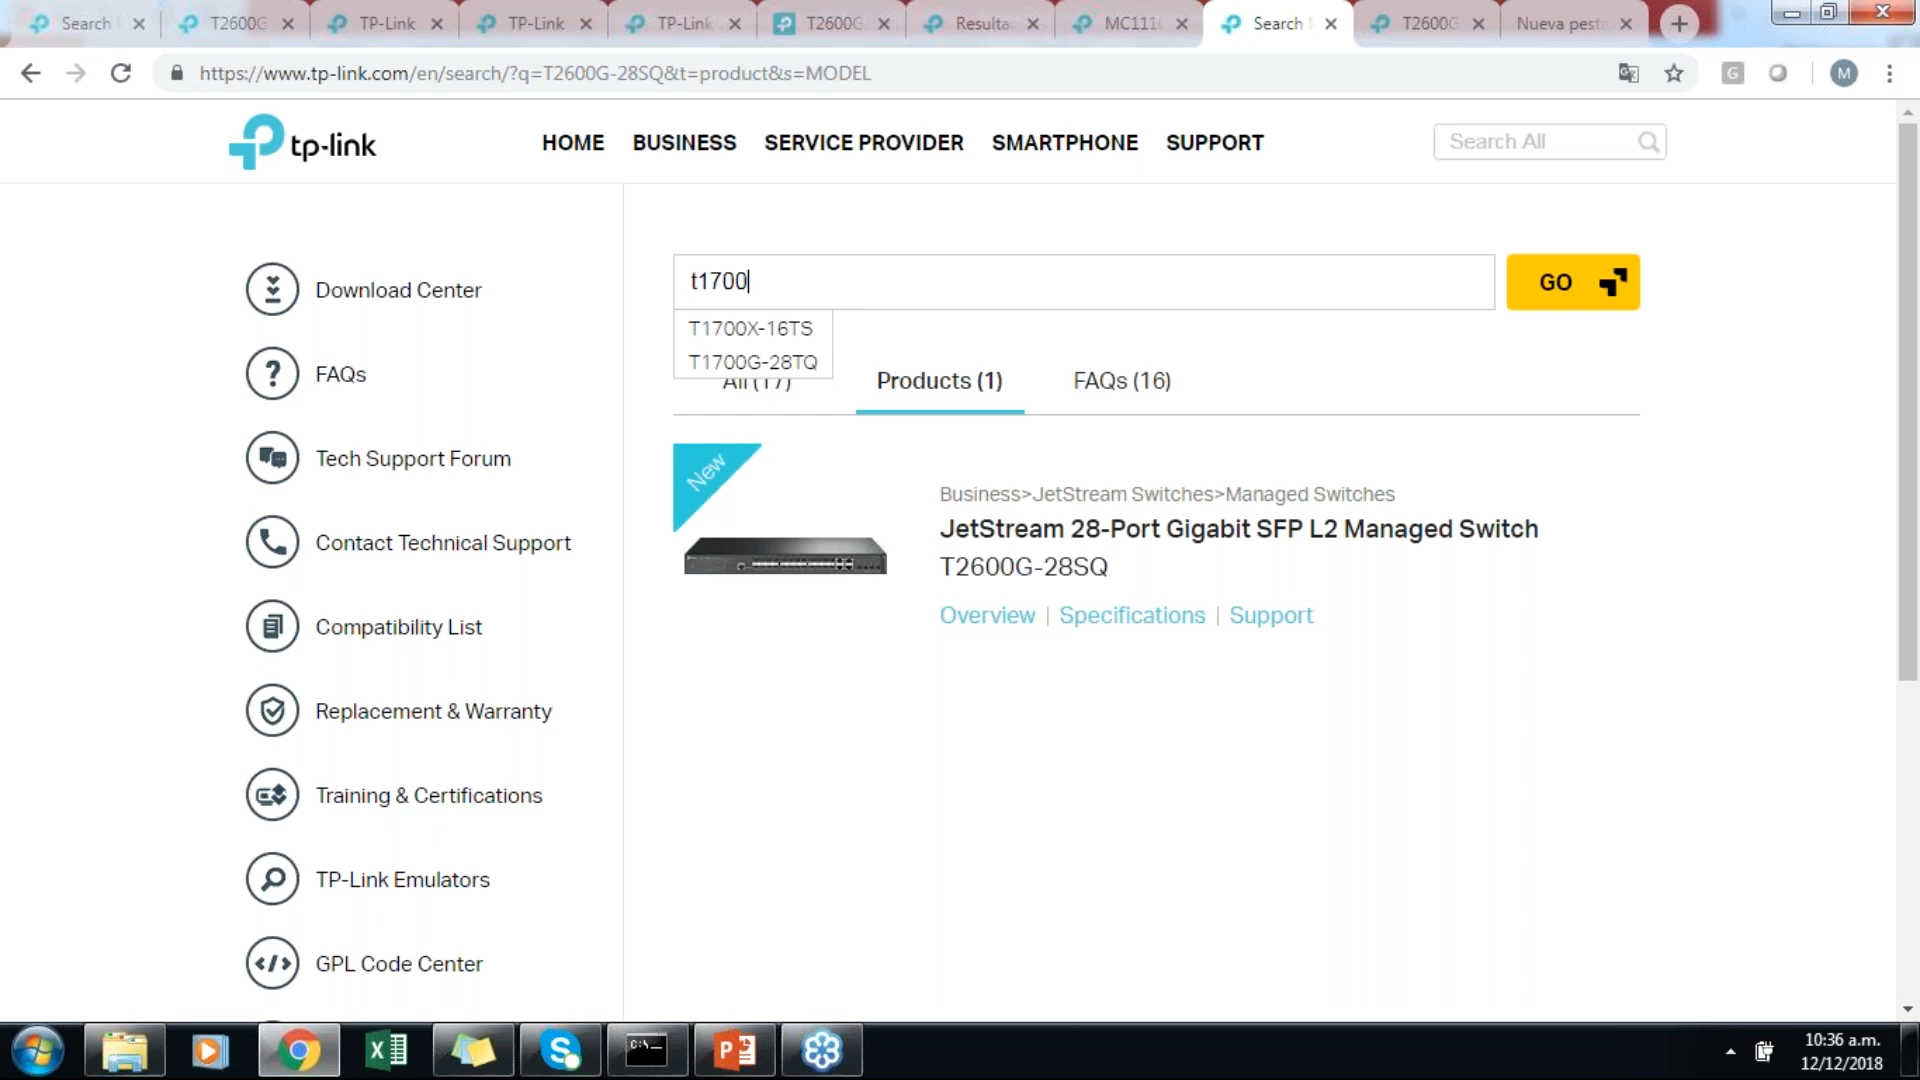 Search
T2600G
TP-Link
TP-Link
TP-Link
T2600G
Resulta
MC111
Search
T2600G
Nueva pest
https://www.tp-link.com/en/search/?q=T2600G-28SQ&t=product&s=MODEL
G
M
tp-link
HOME
BUSINESS
SERVICE PROVIDER
SMARTPHONE
SUPPORT
Search All
Download Center
FAQs
Tech Support Forum
Contact Technical Support
Compatibility List
Replacement & Warranty
Training & Certifications
TP-Link Emulators
GPL Code Center
t1700
GO
T1700X-16TS
T1700G-28TQ
All (17)
Products (1)
FAQs (16)
New
Business>JetStream Switches>Managed Switches
JetStream 28-Port Gigabit SFP L2 Managed Switch
T2600G-28SQ
Overview | Specifications | Support
C:\
10:36 a.m.
12/12/2018